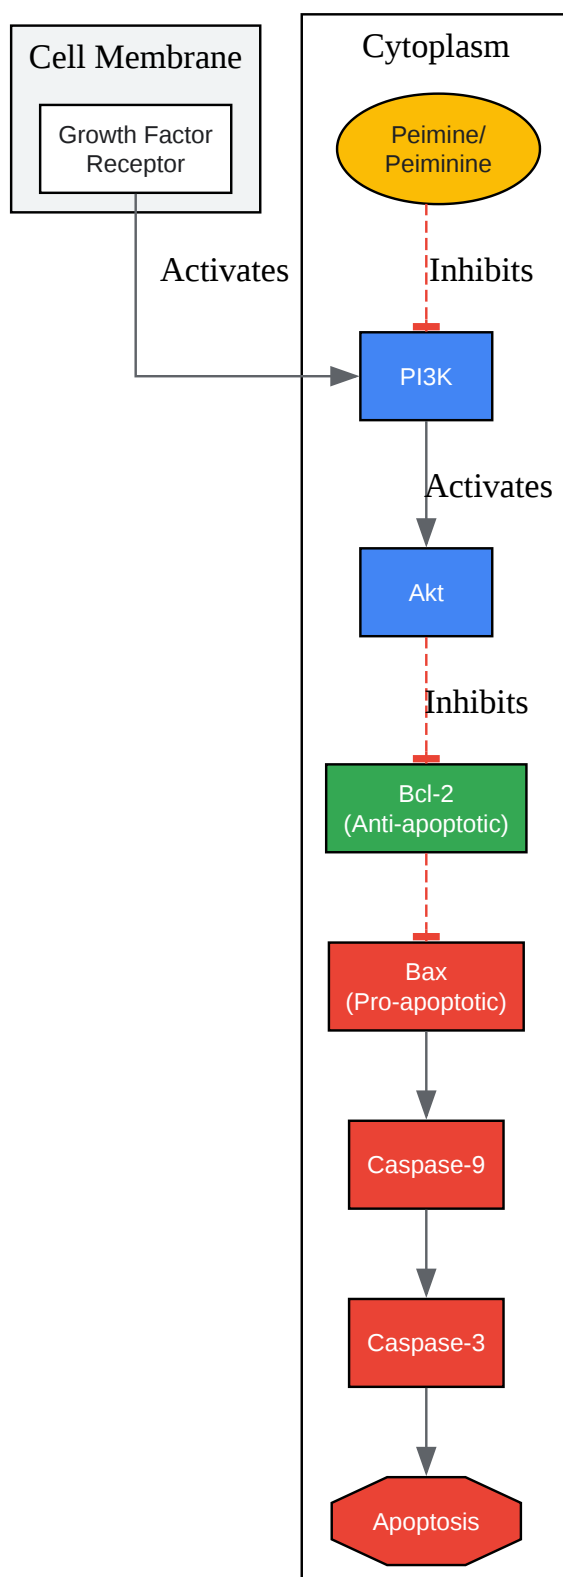 Cell Membrane
Growth Factor
Receptor
Activates
Cytoplasm
Peimine/
Peiminine
Inhibits
PI3K
Activates
Akt
Inhibits
Bcl-2
(Anti-apoptotic)
Bax
(Pro-apoptotic)
Caspase-9
Caspase-3
Apoptosis